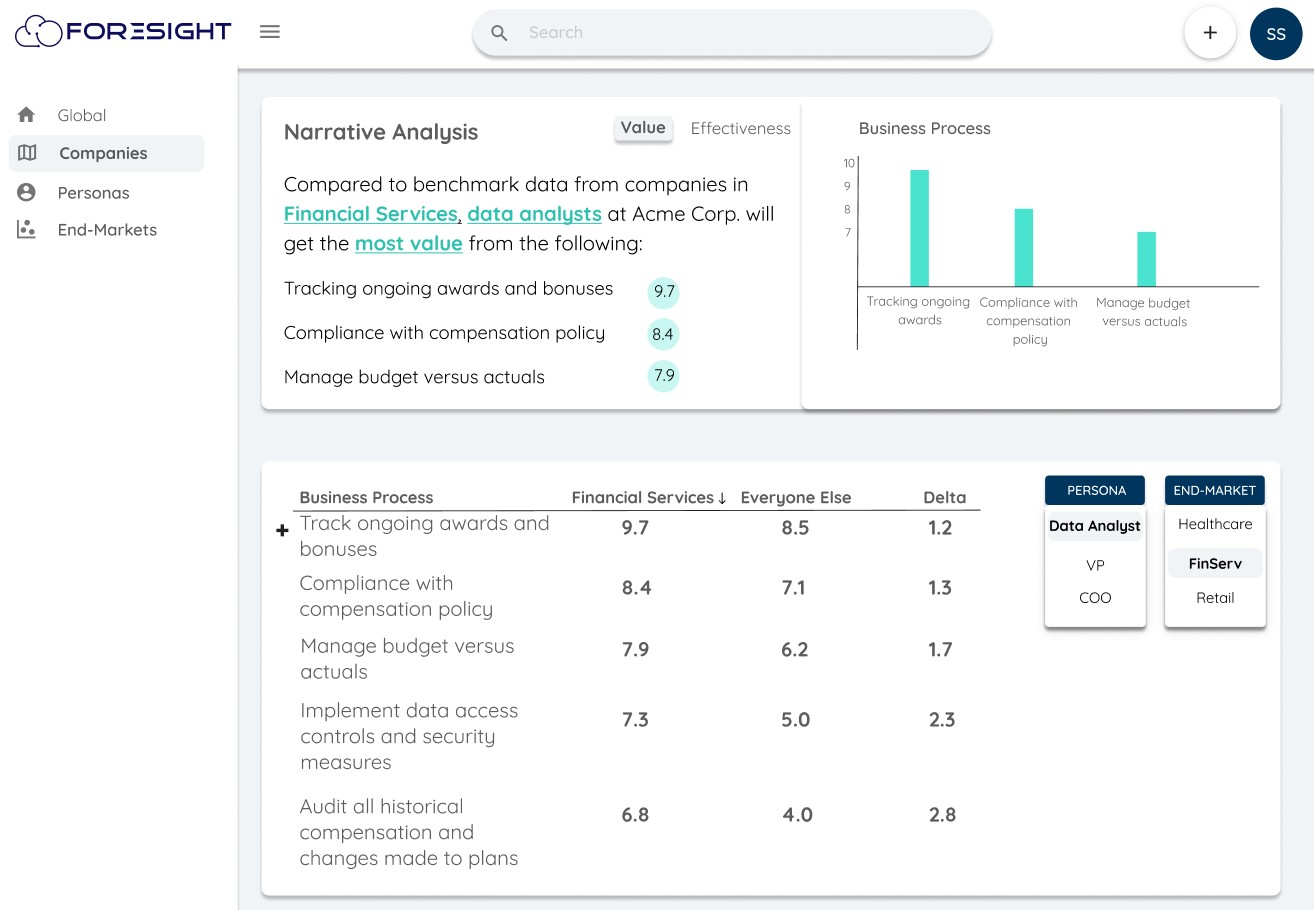 FORESIGHT
Search
+
SS
Global
Companies
Personas
End-Markets
Narrative Analysis
Value
Effectiveness
Compared to benchmark data from companies in
Financial Services, data analysts at Acme Corp. will
get the most value from the following:
Tracking ongoing awards and bonuses 9.7
Compliance with compensation policy 8.4
Manage budget versus actuals 7.9
Business Process
10
9
8
7
Tracking ongoing
awards
Compliance with
compensation
policy
Manage budget
versus actuals
Business Process Financial Services ↓ Everyone Else Delta
+ Track ongoing awards and
bonuses
9.7 8.5 1.2
Compliance with
compensation policy
8.4 7.1 1.3
Manage budget versus
actuals
7.9 6.2 1.7
Implement data access
controls and security
measures
7.3 5.0 2.3
Audit all historical
compensation and
changes made to plans
6.8 4.0 2.8
PERSONA
Data Analyst
VP
COO
END-MARKET
Healthcare
FinServ
Retail